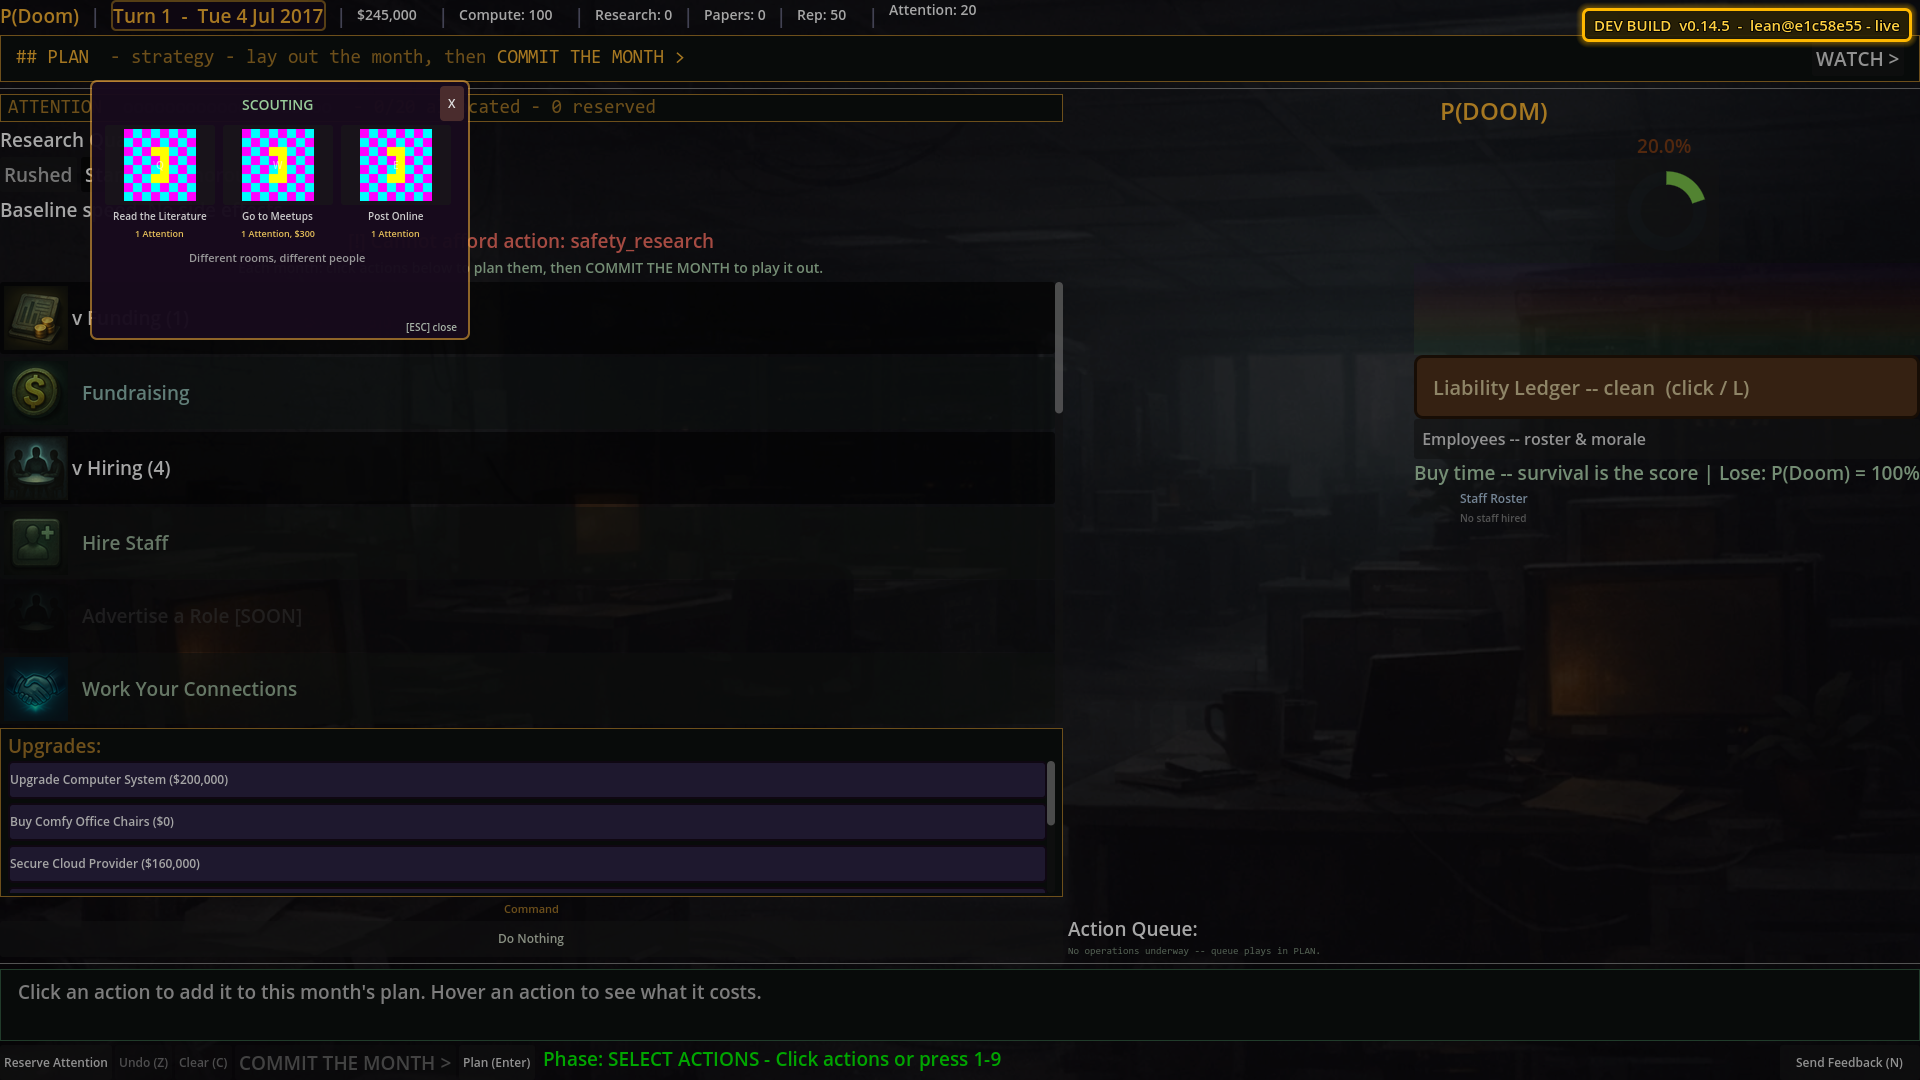 P(Doom) | Turn 1 - Tue 4 Jul 2017 | $245,000 | Compute: 100 | Research: 0 | Papers: 0 | Rep: 50 | Attention: 20
DEV BUILD v0.14.5 - lean@e1c58e55 - live
## PLAN - strategy - lay out the month, then COMMIT THE MONTH >
WATCH >
SCOUTING
X
Read the Literature
1 Attention
Go to Meetups
1 Attention, $300
Post Online
1 Attention
Different rooms, different people
[ESC] close
ATTENTIO
cated - 0 reserved
Research
Rushed
Baseline
ord action: safety_research
plan them, then COMMIT THE MONTH to play it out.
v Funding (1)
Fundraising
v Hiring (4)
Hire Staff
Advertise a Role [SOON]
Work Your Connections
Upgrades:
Upgrade Computer System ($200,000)
Buy Comfy Office Chairs ($0)
Secure Cloud Provider ($160,000)
Command
Do Nothing
P(DOOM)
20.0%
Liability Ledger -- clean (click / L)
Employees -- roster & morale
Buy time -- survival is the score | Lose: P(Doom) = 100%
Staff Roster
No staff hired
Action Queue:
No operations underway -- queue plays in PLAN.
Click an action to add it to this month's plan. Hover an action to see what it costs.
Reserve Attention
Undo (Z)
Clear (C)
COMMIT THE MONTH >
Plan (Enter)
Phase: SELECT ACTIONS - Click actions or press 1-9
Send Feedback (N)